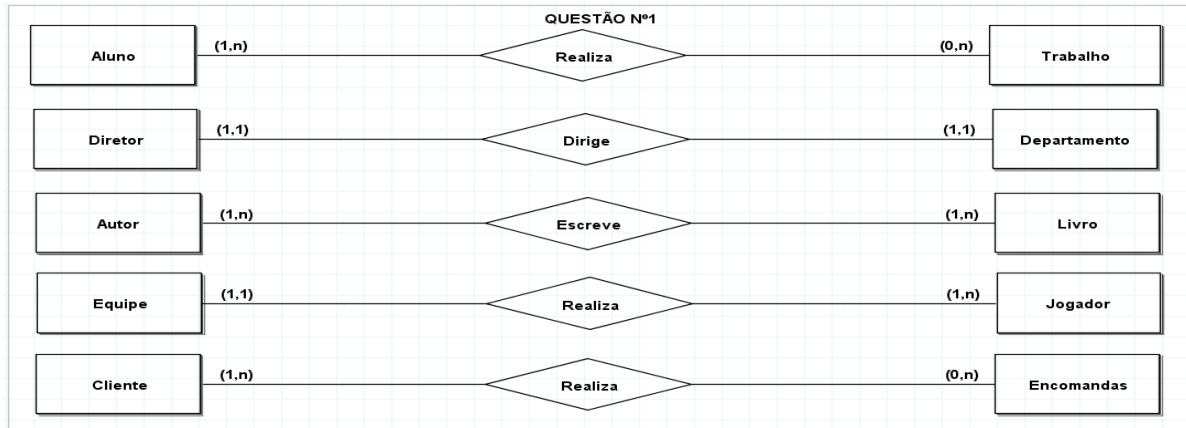 QUESTÃO Nº1
Aluno (1,n) Realiza (0,n) Trabalho
Diretor (1,1) Dirige (1,1) Departamento
Autor (1,n) Escreve (1,n) Livro
Equipe (1,1) Realiza (1,n) Jogador
Cliente (1,n) Realiza (0,n) Encomandas